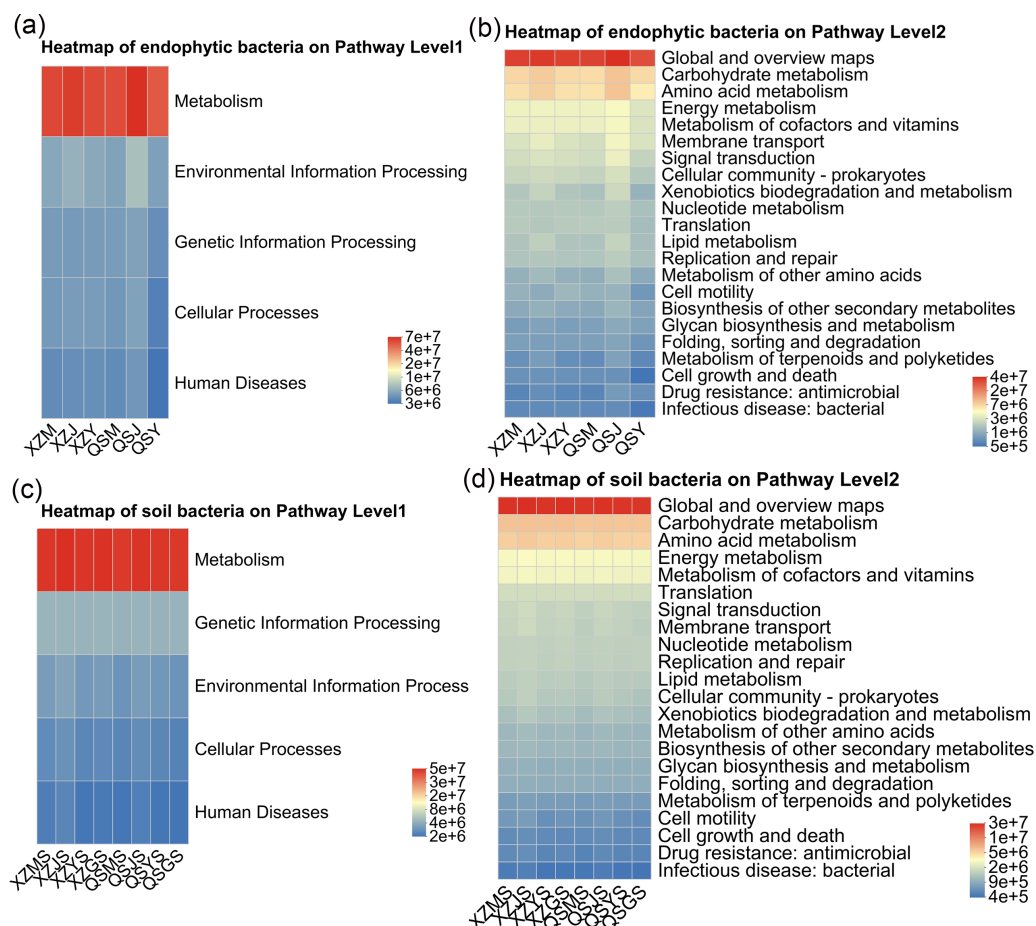 (a)
Heatmap of endophytic bacteria on Pathway Level1
Metabolism
Environmental Information Processing
Genetic Information Processing
Cellular Processes
Human Diseases
7e+7
4e+7
2e+7
1e+7
6e+6
3e+6
XZM
XZJ
XZY
QSM
QSJ
QSY
(b)
Heatmap of endophytic bacteria on Pathway Level2
Global and overview maps
Carbohydrate metabolism
Amino acid metabolism
Energy metabolism
Metabolism of cofactors and vitamins
Membrane transport
Signal transduction
Cellular community - prokaryotes
Xenobiotics biodegradation and metabolism
Nucleotide metabolism
Translation
Lipid metabolism
Replication and repair
Metabolism of other amino acids
Cell motility
Biosynthesis of other secondary metabolites
Glycan biosynthesis and metabolism
Folding, sorting and degradation
Metabolism of terpenoids and polyketides
Cell growth and death
Drug resistance: antimicrobial
Infectious disease: bacterial
4e+7
2e+7
7e+6
3e+6
1e+6
5e+5
XZM
XZJ
XZY
QSM
QSJ
QSY
(c)
Heatmap of soil bacteria on Pathway Level1
Metabolism
Genetic Information Processing
Environmental Information Process
Cellular Processes
Human Diseases
5e+7
3e+7
2e+7
8e+6
4e+6
2e+6
XZMS
XZJS
XZYS
XZGS
QSMS
QSJS
QSYS
QSGS
(d)
Heatmap of soil bacteria on Pathway Level2
Global and overview maps
Carbohydrate metabolism
Amino acid metabolism
Energy metabolism
Metabolism of cofactors and vitamins
Translation
Signal transduction
Membrane transport
Nucleotide metabolism
Replication and repair
Lipid metabolism
Cellular community - prokaryotes
Xenobiotics biodegradation and metabolism
Metabolism of other amino acids
Biosynthesis of other secondary metabolites
Glycan biosynthesis and metabolism
Folding, sorting and degradation
Metabolism of terpenoids and polyketides
Cell motility
Cell growth and death
Drug resistance: antimicrobial
Infectious disease: bacterial
3e+7
1e+7
5e+6
2e+6
9e+5
4e+5
XZMS
XZJS
XZYS
XZGS
QSMS
QSJS
QSYS
QSGS